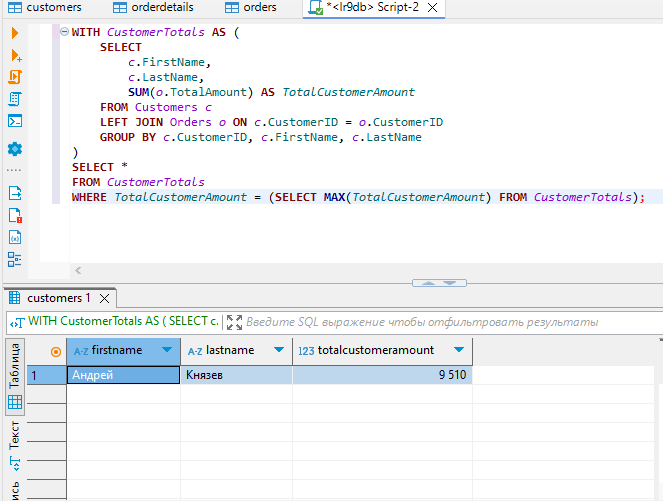 customers orderdetails orders *<lr9db> Script-2
WITH CustomerTotals AS (
SELECT
c.FirstName,
c.LastName,
SUM(o.TotalAmount) AS TotalCustomerAmount
FROM Customers c
LEFT JOIN Orders o ON c.CustomerID = o.CustomerID
GROUP BY c.CustomerID, c.FirstName, c.LastName
)
SELECT *
FROM CustomerTotals
WHERE TotalCustomerAmount = (SELECT MAX(TotalCustomerAmount) FROM CustomerTotals);
customers 1
WITH CustomerTotals AS ( SELECT c. Введите SQL выражение чтобы отфильтровать результаты
A-Z firstname A-Z lastname 123 totalcustomeramount
1 Андрей Князев 9 510
Таблица
Текст